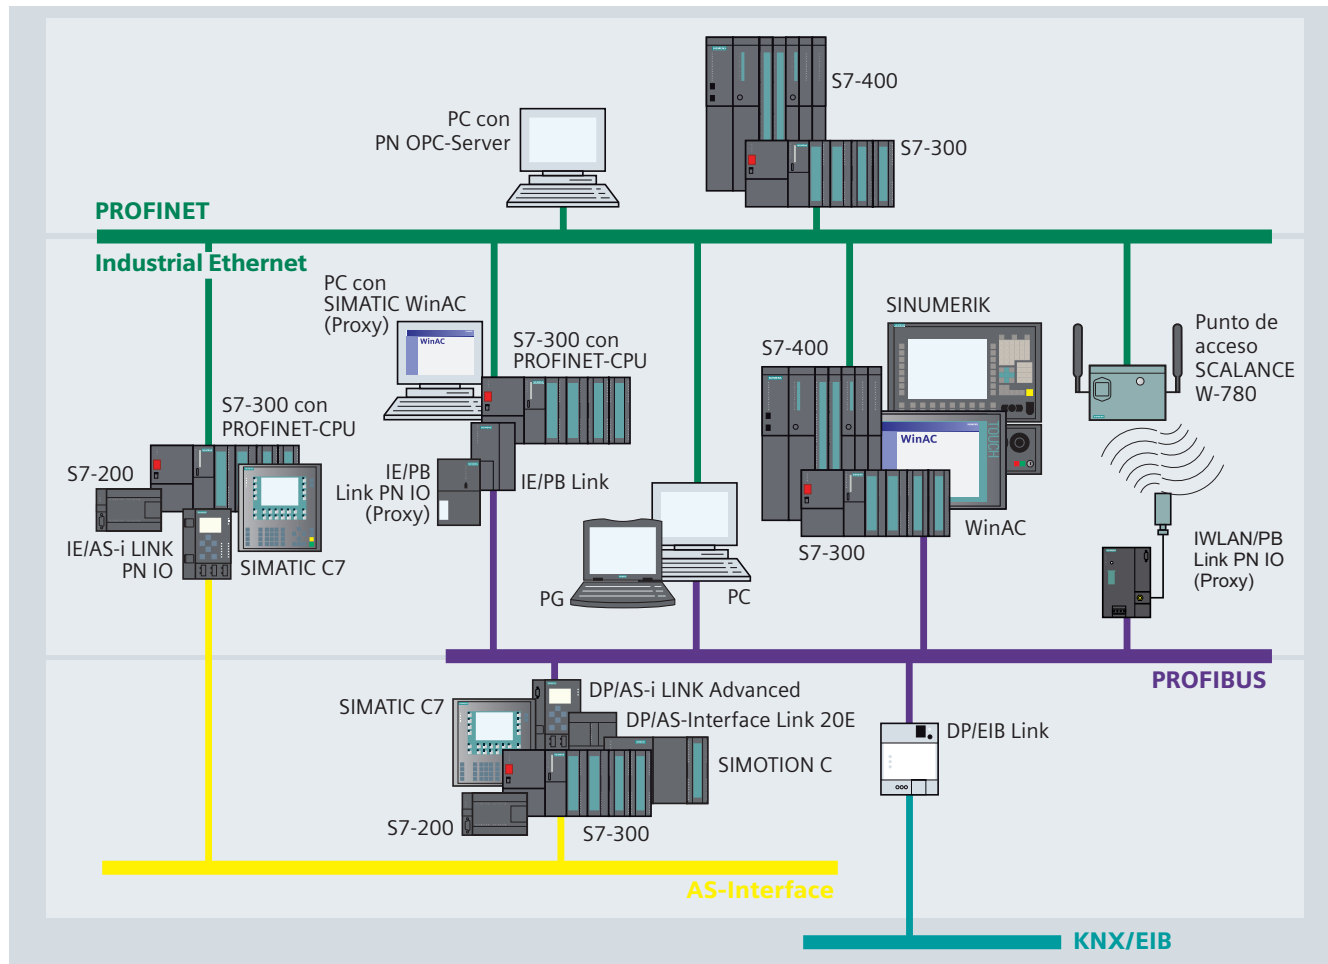 S7-400
PC con
PN OPC-Server
S7-300
PROFINET
Industrial Ethernet
PC con
SIMATIC WinAC
(Proxy)
WinAC
S7-300 con
PROFINET-CPU
SINUMERIK
S7-400
Punto de
acceso
SCALANCE
W-780
S7-300 con
PROFINET-CPU
S7-200
IE/PB
Link PN IO
(Proxy)
IE/PB Link
WinAC
TOUCH
WinAC
S7-300
IE/AS-i LINK
PN IO
SIMATIC C7
PG
PC
IWLAN/PB
Link PN IO
(Proxy)
PROFIBUS
SIMATIC C7
DP/AS-i LINK Advanced
DP/AS-Interface Link 20E
SIMOTION C
DP/EIB Link
S7-200
S7-300
AS-Interface
KNX/EIB